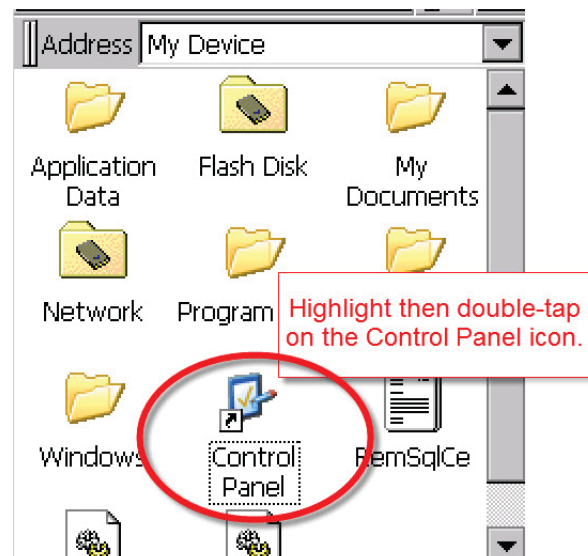 Address My Device
Application
Data
Flash Disk
My
Documents
Network
Program
Highlight then double-tap
on the Control Panel icon.
Windows
Control
Panel
RemSqlCe